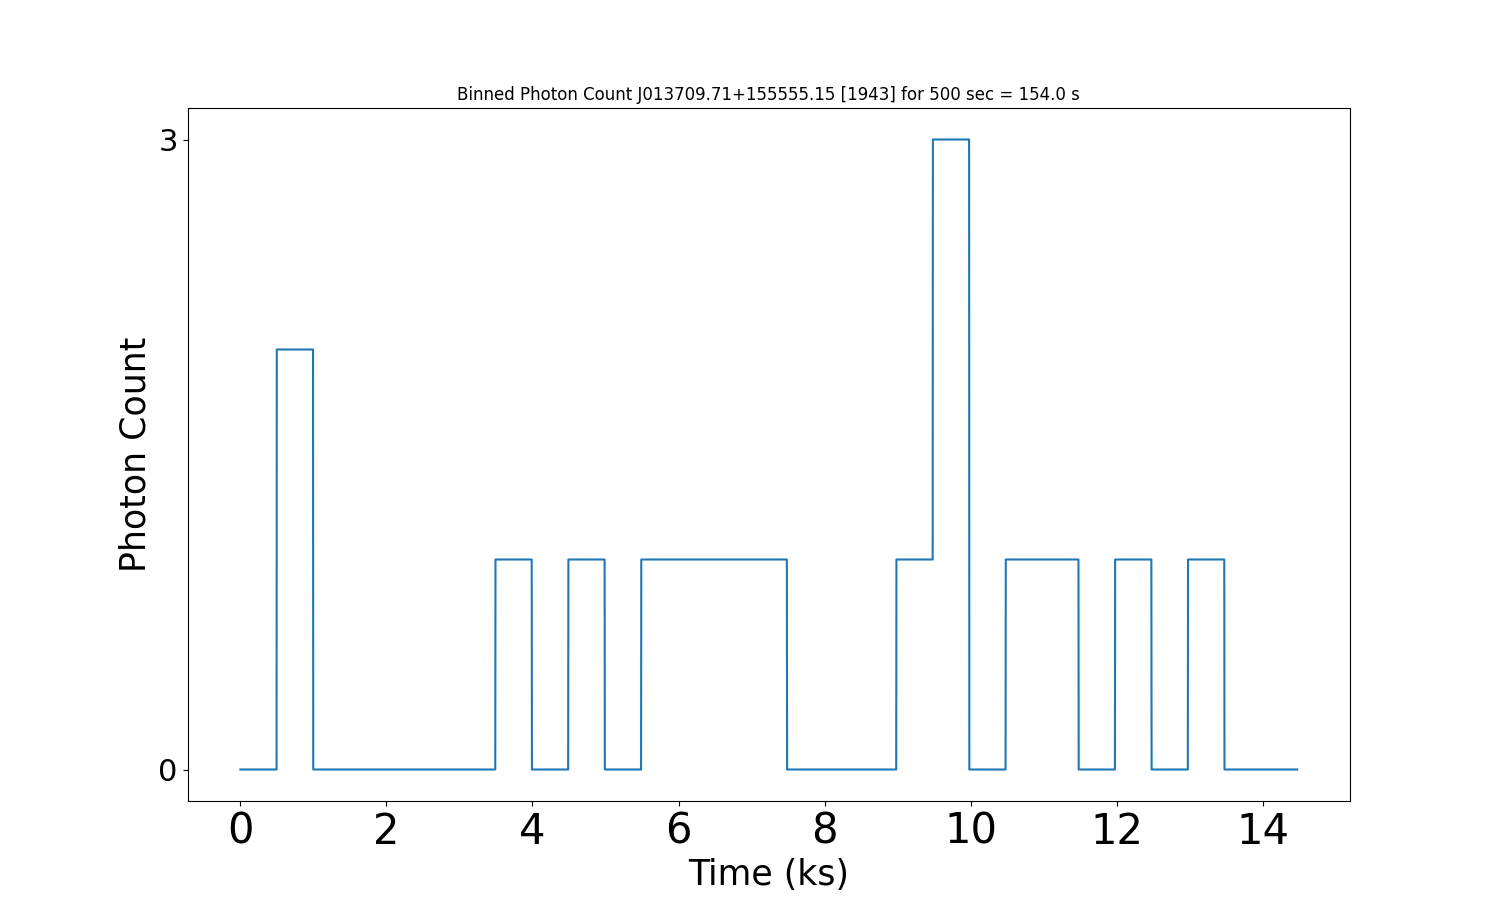 Binned Photon Count J013709.71+155555.15 [1943] for 500 sec = 154.0 s
3
0
Photon Count
0 2 4 6 8 10 12 14
Time (ks)